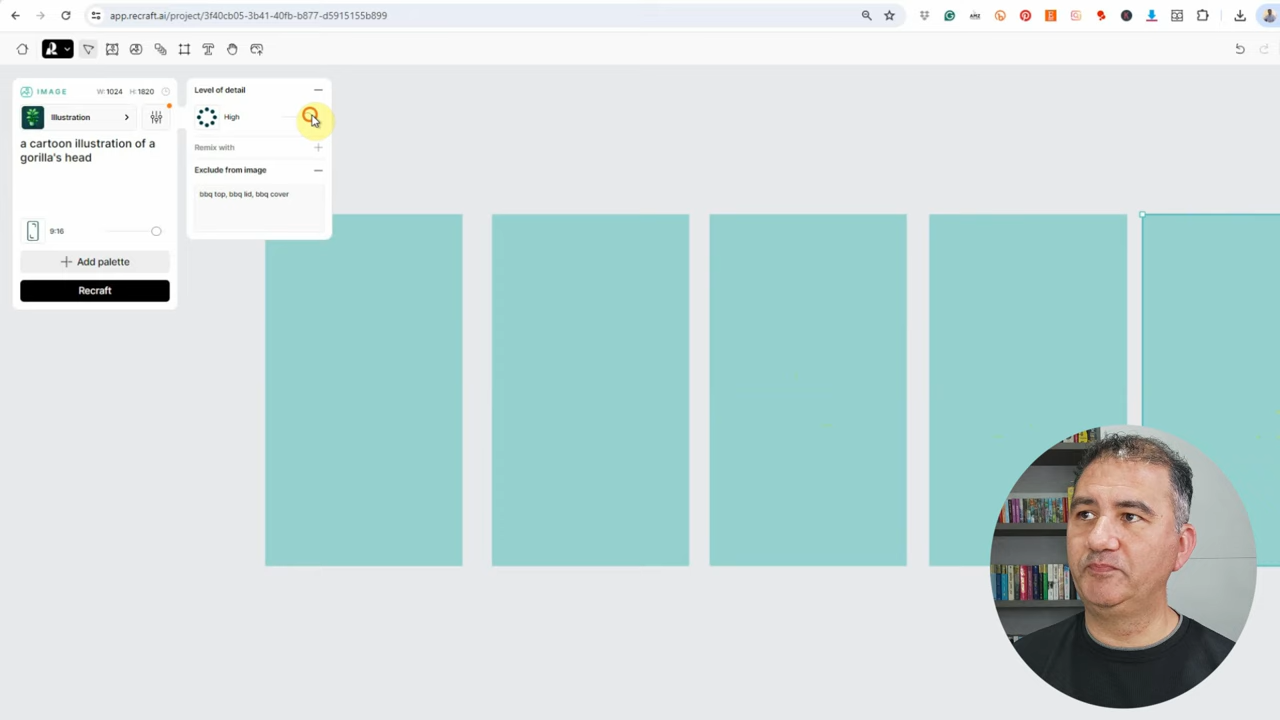 app.recraft.ai/project/3f40cb05-3b41-40fb-b877-d5915155b899
IMAGE W: 1024 H: 1820
Illustration
a cartoon illustration of a
gorilla's head
9:16
Add palette
Recraft
Level of detail
High
Remix with
Exclude from image
bbq top, bbq lid, bbq cover